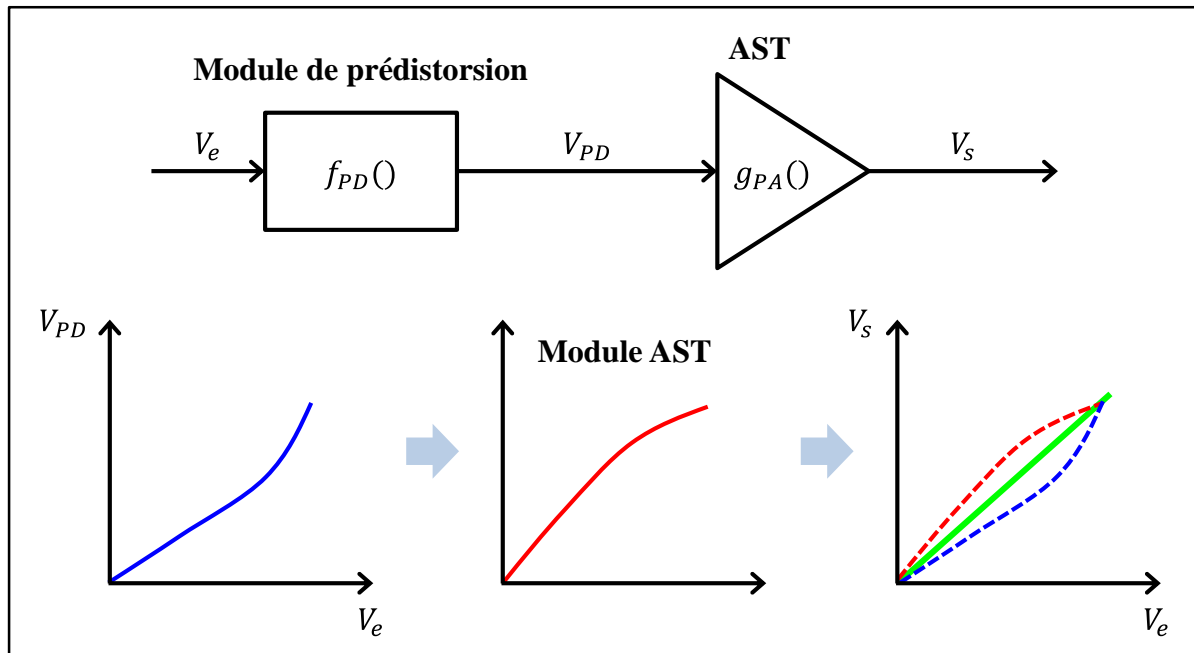 AST
Module de prédistorsion
V_e
V_PD
V_s
f_PD()
g_PA()
V_PD
V_e
Module AST
V_s
V_e